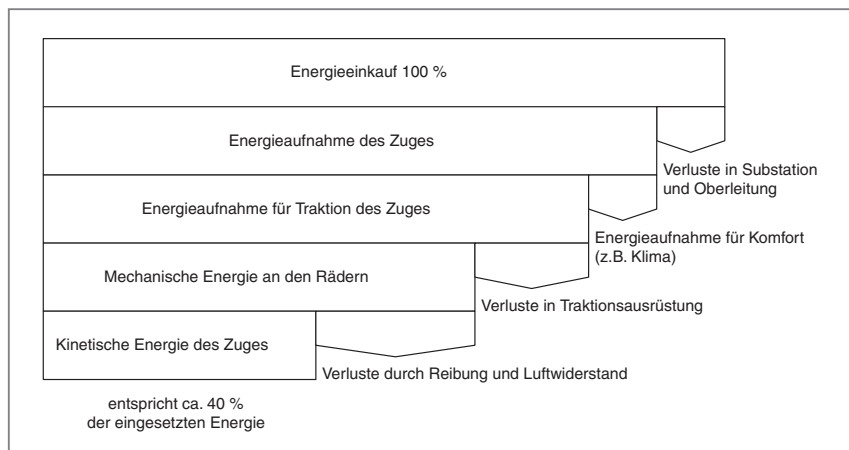 Energieeinkauf 100 %
Energieaufnahme des Zuges
Verluste in Substation
und Oberleitung
Energieaufnahme für Traktion des Zuges
Energieaufnahme für Komfort
(z.B. Klima)
Mechanische Energie an den Rädern
Verluste in Traktionsausrüstung
Kinetische Energie des Zuges
Verluste durch Reibung und Luftwiderstand
entspricht ca. 40 %
der eingesetzten Energie